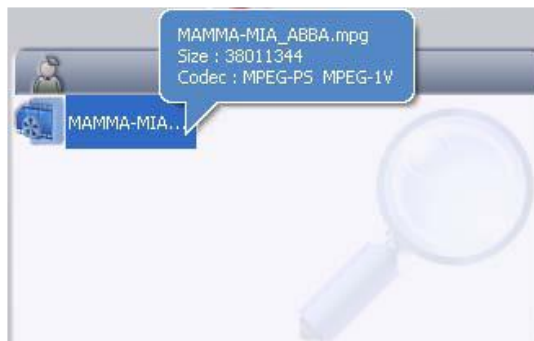 MAMMA-MIA_ABBA.mpg
Size : 38011344
Codec : MPEG-PS MPEG-1V
MAMMA-MIA...